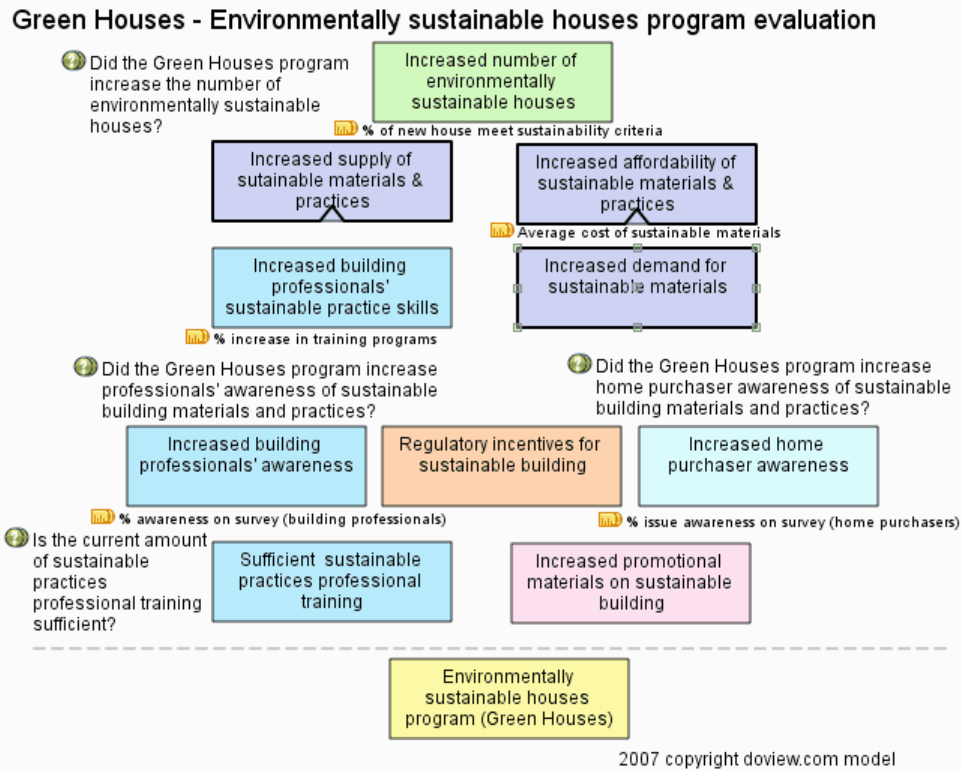 Green Houses - Environmentally sustainable houses program evaluation
Did the Green Houses program
increase the number of
environmentally sustainable
houses?
Increased number of
environmentally
sustainable houses
% of new house meet sustainability criteria
Increased supply of
sutainable materials &
practices
Increased affordability of
sustainable materials &
practices
Average cost of sustainable materials
Increased building
professionals'
sustainable practice skills
Increased demand for
sustainable materials
% increase in training programs
Did the Green Houses program increase
professionals' awareness of sustainable
building materials and practices?
Did the Green Houses program increase
home purchaser awareness of sustainable
building materials and practices?
Increased building
professionals' awareness
Regulatory incentives for
sustainable building
Increased home
purchaser awareness
% awareness on survey (building professionals)
% issue awareness on survey (home purchasers)
Is the current amount
of sustainable
practices
professional training
sufficient?
Sufficient sustainable
practices professional
training
Increased promotional
materials on sustainable
building
Environmentally
sustainable houses
program (Green Houses)
2007 copyright doview.com model